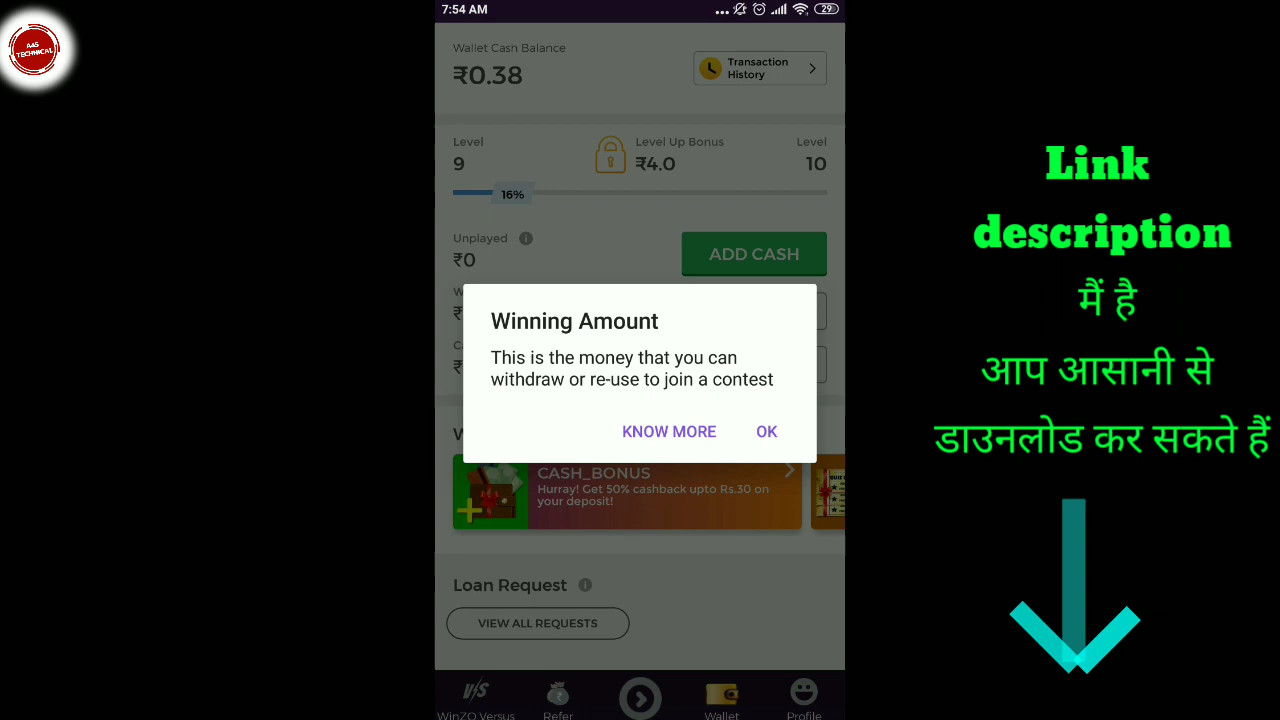 A4S
TECHNICAL
7:54 AM
29
Wallet Cash Balance
₹0.38
Transaction
History
Level
Level Up Bonus
Level
9
₹4.0
10
16%
Unplayed
₹0
ADD CASH
Winning Amount
This is the money that you can
withdraw or re-use to join a contest
KNOW MORE
OK
CASH_BONUS
Hurray! Get 50% cashback upto Rs.30 on
your deposit!
Loan Request
VIEW ALL REQUESTS
WinZO Versus
Refer
Wallet
Profile
Link
description
मैं है
आप आसानी से
डाउनलोड कर सकते हैं